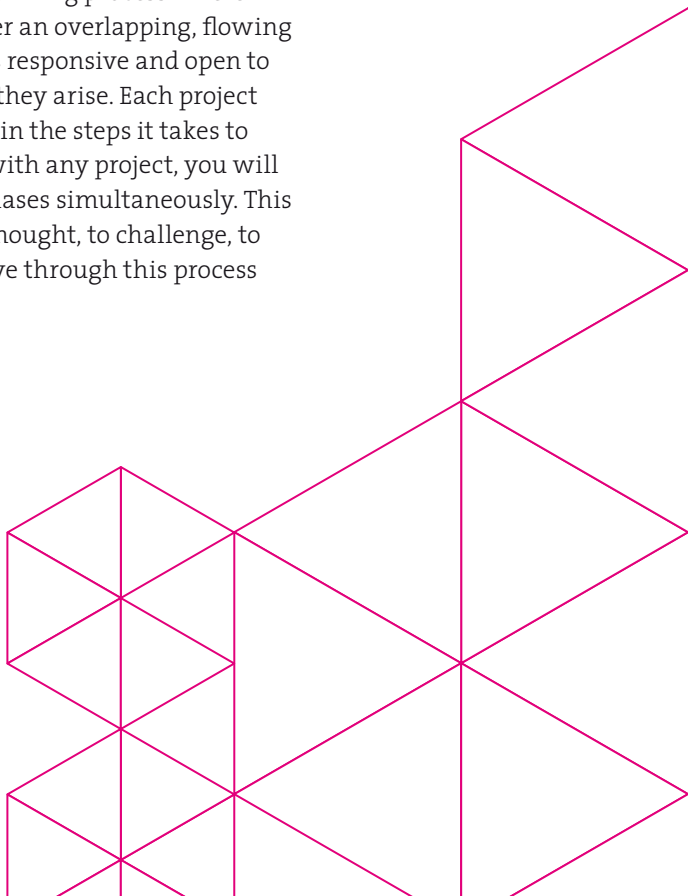 er an overlapping, flowing
responsive and open to
they arise. Each project
in the steps it takes to
with any project, you will
ases simultaneously. This
hought, to challenge, to
ve through this process